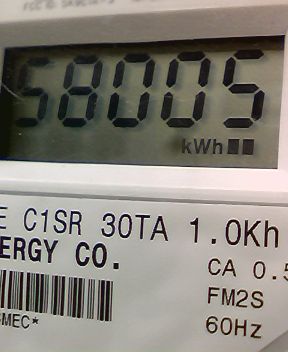 58005
kWh
E C1SR 30TA 1.0Kh
ERGY CO.
CA 0.5
FM2S
MEC*
60Hz